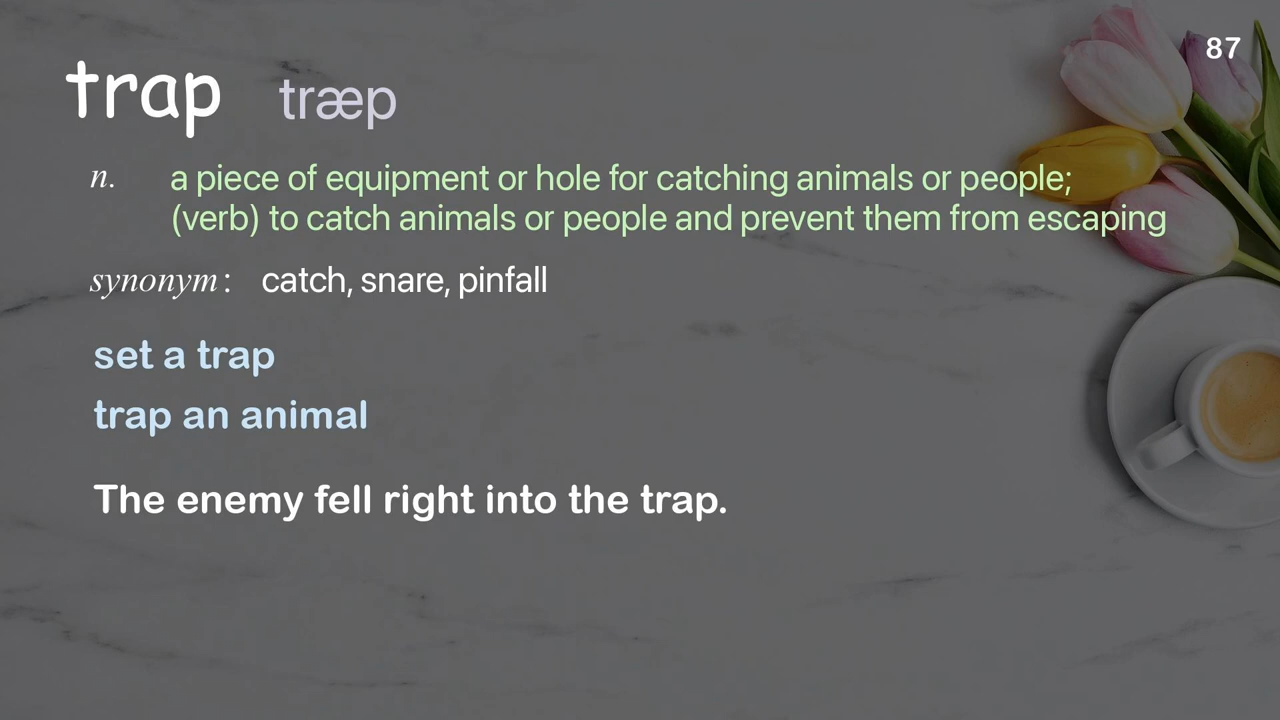 87
trap træp
n. a piece of equipment or hole for catching animals or people;
(verb) to catch animals or people and prevent them from escaping
synonym: catch, snare, pinfall
set a trap
trap an animal
The enemy fell right into the trap.